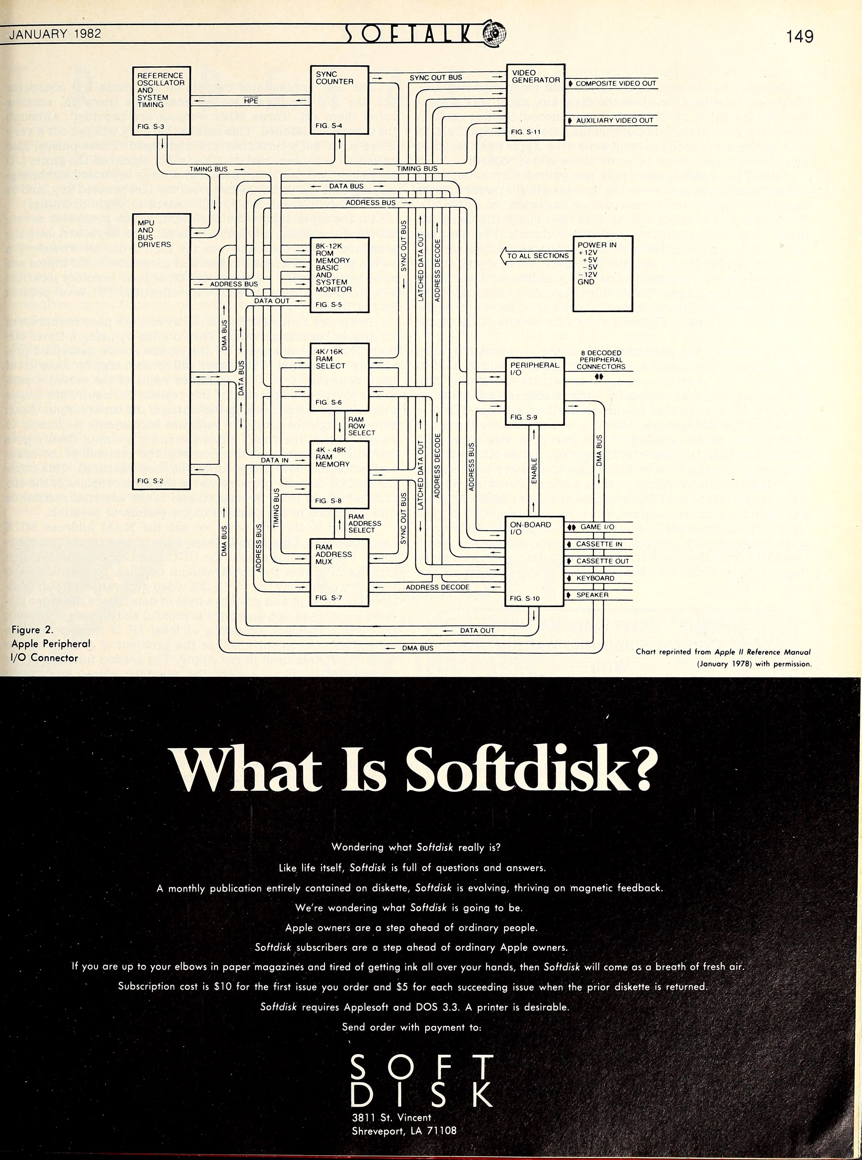 JANUARY 1982
SOFTALK
149
REFERENCE
OSCILLATOR
AND
SYSTEM
TIMING
FIG. S-3
HPE
SYNC
COUNTER
FIG. S-4
SYNC OUT BUS
VIDEO
GENERATOR
FIG. S-11
COMPOSITE VIDEO OUT
AUXILIARY VIDEO OUT
TIMING BUS
TIMING BUS
DATA BUS
ADDRESS BUS
MPU
AND
BUS
DRIVERS
FIG. S-2
8K-12K
ROM
MEMORY
BASIC
AND
SYSTEM
MONITOR
FIG. S-5
ADDRESS BUS
DATA OUT
DMA BUS
DATA BUS
SYNC OUT BUS
LATCHED DATA OUT
ADDRESS DECODE
TO ALL SECTIONS
POWER IN
+12V
+5V
-5V
-12V
GND
4K/16K
RAM
SELECT
FIG. S-6
RAM
ROW
SELECT
PERIPHERAL
I/O
FIG. S-9
8 DECODED
PERIPHERAL
CONNECTORS
DATA IN
4K - 48K
RAM
MEMORY
FIG. S-8
RAM
ADDRESS
SELECT
TIMING BUS
ADDRESS BUS
DMA BUS
SYNC OUT BUS
LATCHED DATA OUT
ADDRESS DECODE
ADDRESS BUS
ENABLE
DMA BUS
RAM
ADDRESS
MUX
FIG. S-7
ADDRESS DECODE
ON-BOARD
I/O
FIG. S-10
GAME I/O
CASSETTE IN
CASSETTE OUT
KEYBOARD
SPEAKER
DATA OUT
DMA BUS
Figure 2.
Apple Peripheral
I/O Connector
Chart reprinted from Apple II Reference Manual
(January 1978) with permission.
What Is Softdisk?
Wondering what Softdisk really is?
Like life itself, Softdisk is full of questions and answers.
A monthly publication entirely contained on diskette, Softdisk is evolving, thriving on magnetic feedback.
We're wondering what Softdisk is going to be.
Apple owners are a step ahead of ordinary people.
Softdisk subscribers are a step ahead of ordinary Apple owners.
If you are up to your elbows in paper magazines and tired of getting ink all over your hands, then Softdisk will come as a breath of fresh air.
Subscription cost is $10 for the first issue you order and $5 for each succeeding issue when the prior diskette is returned.
Softdisk requires Applesoft and DOS 3.3. A printer is desirable.
Send order with payment to:
SOFT
DISK
3811 St. Vincent
Shreveport, LA 71108